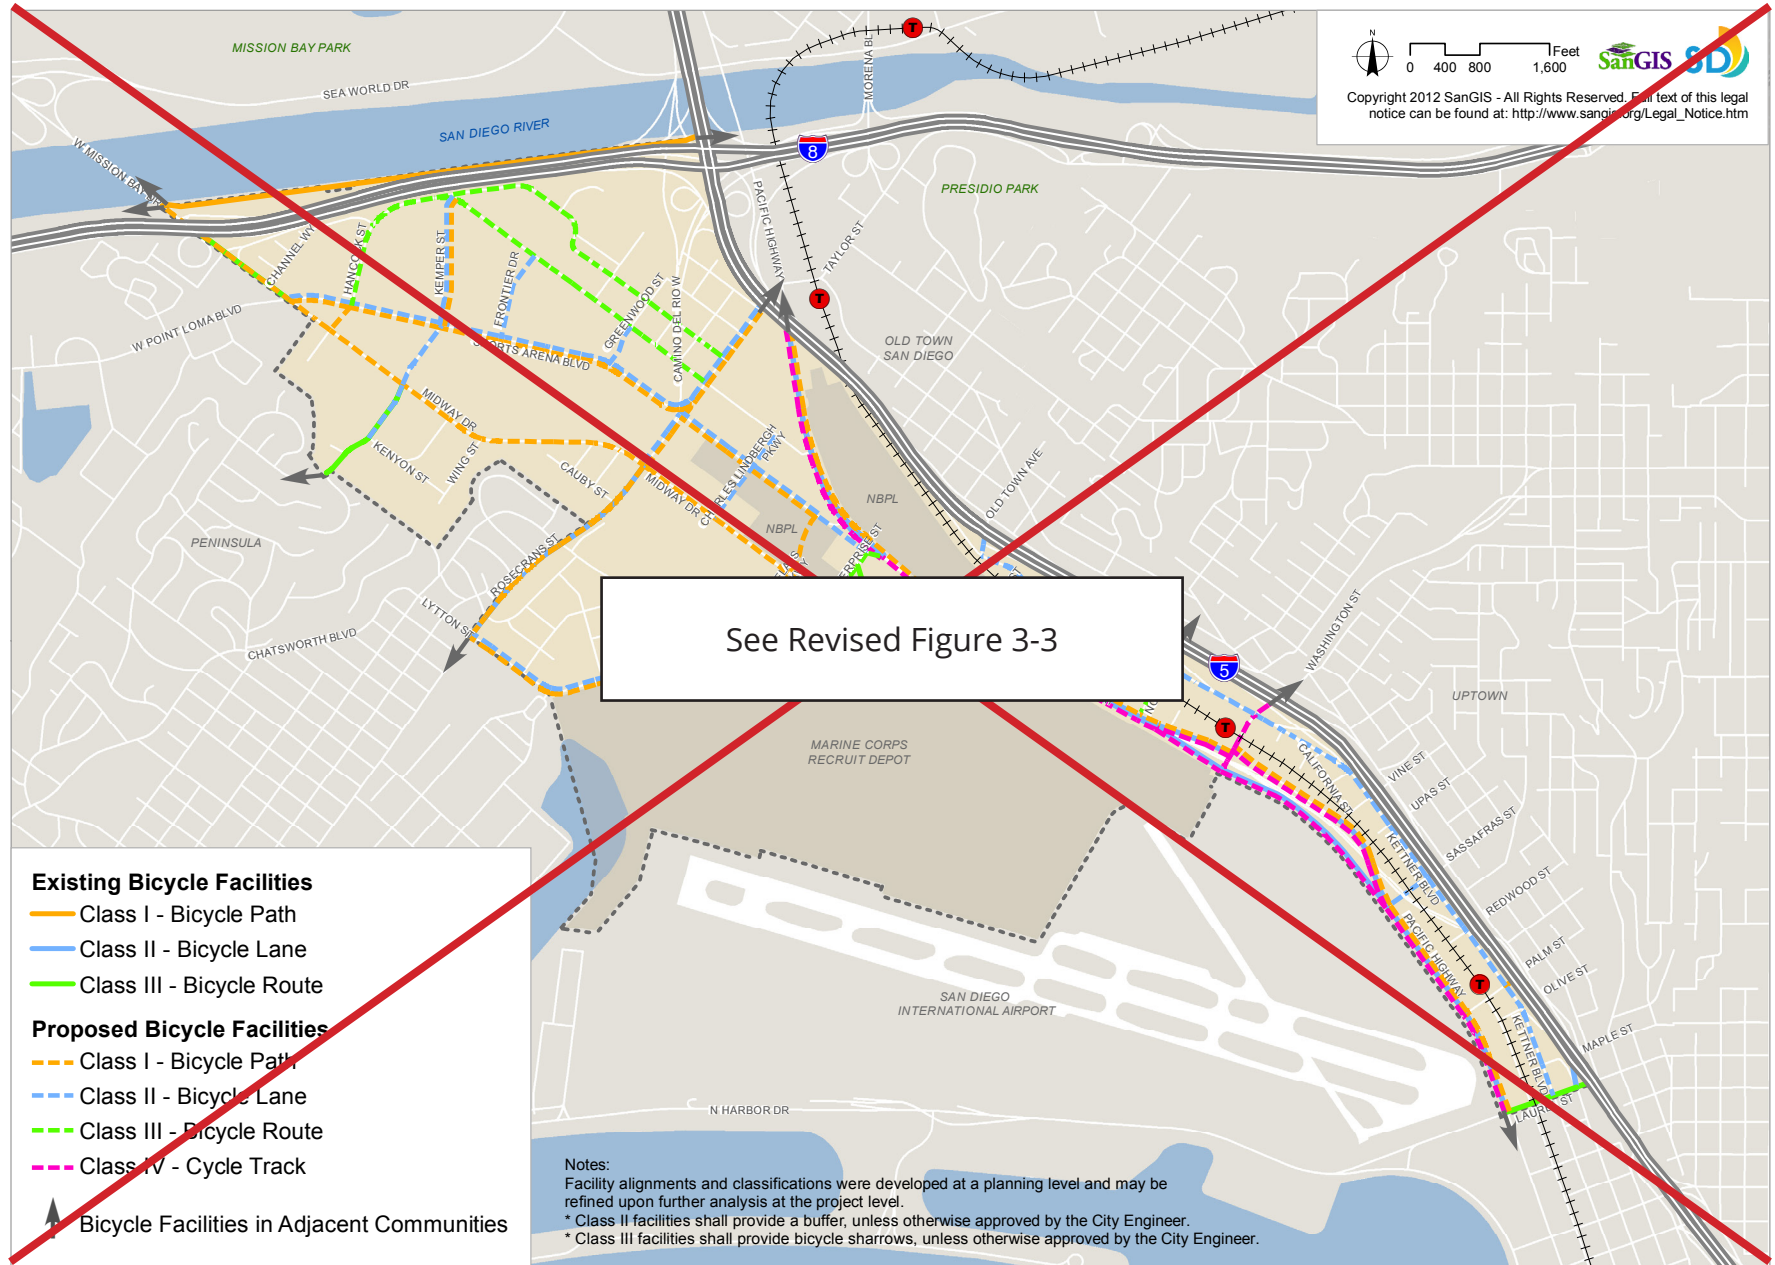 MISSION BAY PARK
SEA WORLD DR
SAN DIEGO RIVER
W MISSION BAY DR
MORENA BL
8
N
Feet
0 400 800 1,600
SanGIS
SD
Copyright 2012 SanGIS - All Rights Reserved. Full text of this legal
notice can be found at: http://www.sangis.org/Legal_Notice.htm
PRESIDIO PARK
PACIFIC HIGHWAY
TAYLOR ST
T
T
CHANNEL WY
HANCOCK ST
KEMPER ST
FRONTIER DR
GREENWOOD ST
CAMINO DEL RIO W
W POINT LOMA BLVD
SPORTS ARENA BLVD
OLD TOWN
SAN DIEGO
MIDWAY DR
KENYON ST
WING ST
CAUBY ST
MIDWAY DR
CHARLES LINDBERGH
PKWY
NBPL
NBPL
OLD TOWN AVE
PENINSULA
ROSECRANS ST
LYTTON ST
CHATSWORTH BLVD
See Revised Figure 3-3
WASHINGTON ST
5
UPTOWN
T
MARINE CORPS
RECRUIT DEPOT
CALIFORNIA ST
VINE ST
UPAS ST
SASSAFRAS ST
KETTNER BLVD
REDWOOD ST
PACIFIC HIGHWAY
PALM ST
OLIVE ST
T
KETTNER BLVD
MAPLE ST
LAUREL ST
SAN DIEGO
INTERNATIONAL AIRPORT
N HARBOR DR
Existing Bicycle Facilities
Class I - Bicycle Path
Class II - Bicycle Lane
Class III - Bicycle Route
Proposed Bicycle Facilities
Class I - Bicycle Path
Class II - Bicycle Lane
Class III - Bicycle Route
Class IV - Cycle Track
Bicycle Facilities in Adjacent Communities
Notes:
Facility alignments and classifications were developed at a planning level and may be
refined upon further analysis at the project level.
* Class II facilities shall provide a buffer, unless otherwise approved by the City Engineer.
* Class III facilities shall provide bicycle sharrows, unless otherwise approved by the City Engineer.